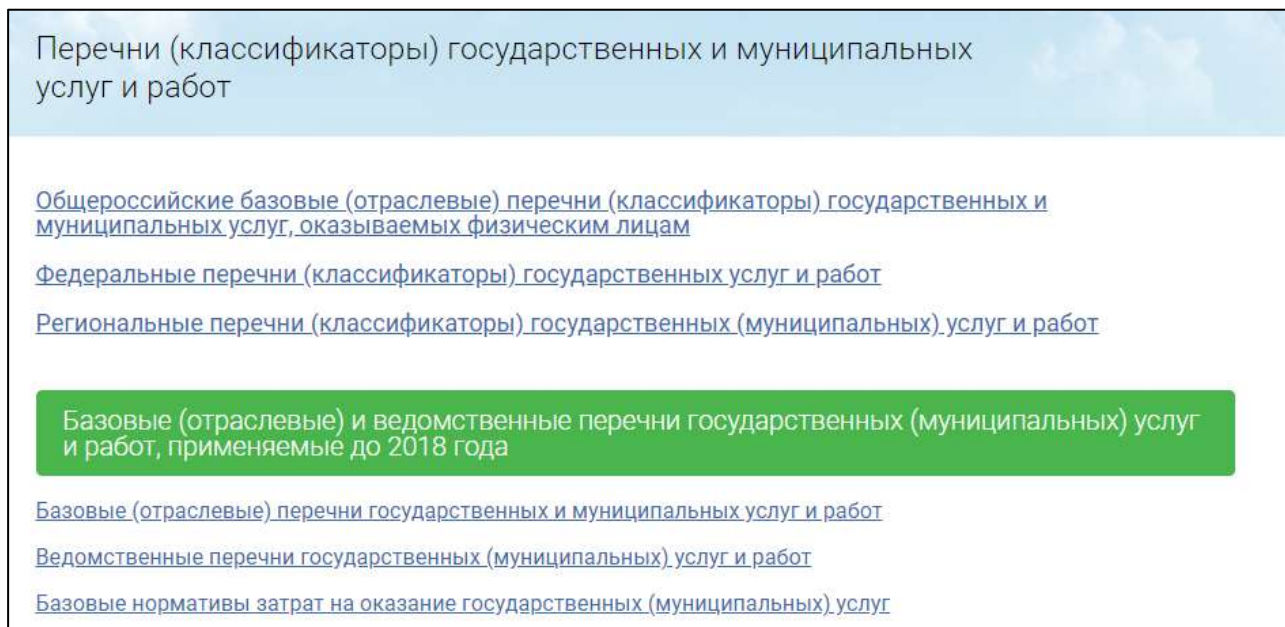 Перечни (классификаторы) государственных и муниципальных
услуг и работ
Общероссийские базовые (отраслевые) перечни (классификаторы) государственных и
муниципальных услуг, оказываемых физическим лицам
Федеральные перечни (классификаторы) государственных услуг и работ
Региональные перечни (классификаторы) государственных (муниципальных) услуг и работ
Базовые (отраслевые) и ведомственные перечни государственных (муниципальных) услуг
и работ, применяемые до 2018 года
Базовые (отраслевые) перечни государственных и муниципальных услуг и работ
Ведомственные перечни государственных (муниципальных) услуг и работ
Базовые нормативы затрат на оказание государственных (муниципальных) услуг